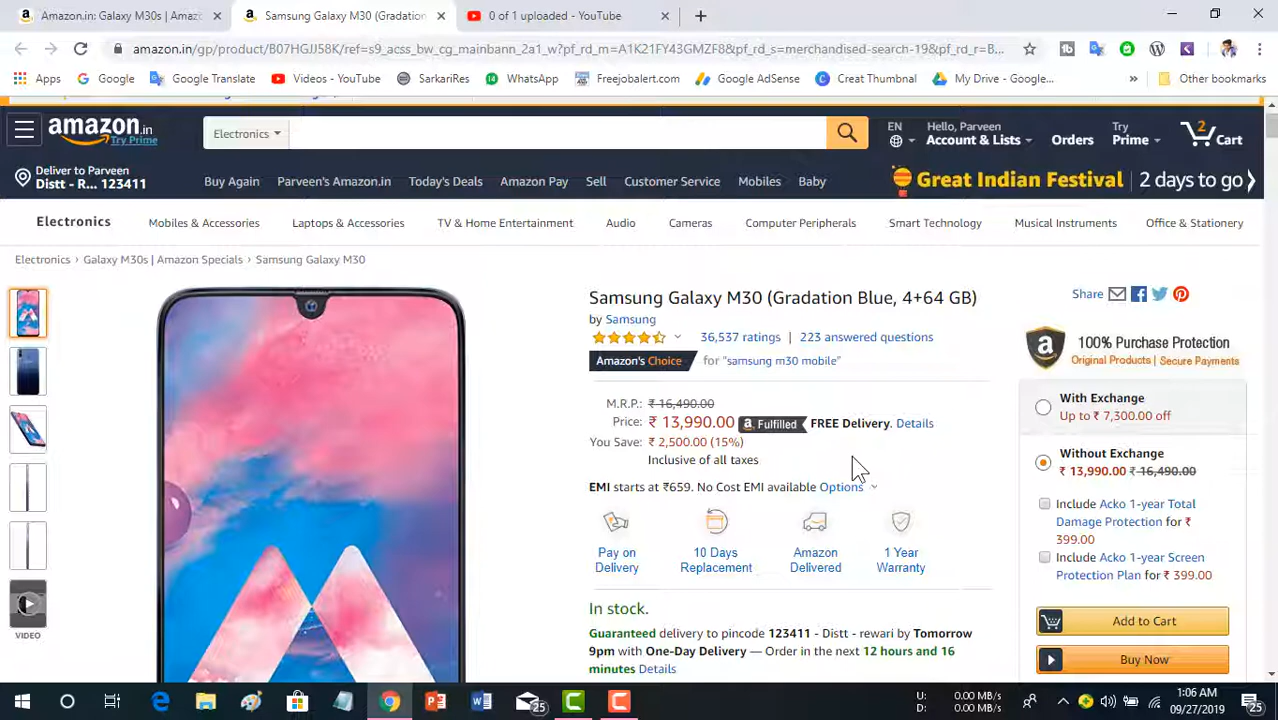 Amazon.in: Galaxy M30s | Amaz
Samsung Galaxy M30 (Gradation
0 of 1 uploaded - YouTube
amazon.in/gp/product/B07HGJJ58K/ref=s9_acss_bw_cg_mainbann_2a1_w?pf_rd_m=A1K21FY43GMZF8&pf_rd_s=merchandised-search-19&pf_rd_r=B...
Apps Google Google Translate Videos - YouTube SarkariRes WhatsApp Freejobalert.com Google AdSense Creat Thumbnail My Drive - Google... » Other bookmarks
amazon.in
Try Prime
Electronics
EN
Hello, Parveen
Account & Lists
Orders
Try
Prime
2
Cart
Deliver to Parveen
Distt - R... 123411
Buy Again Parveen's Amazon.in Today's Deals Amazon Pay Sell Customer Service Mobiles Baby
Great Indian Festival | 2 days to go
Electronics Mobiles & Accessories Laptops & Accessories TV & Home Entertainment Audio Cameras Computer Peripherals Smart Technology Musical Instruments Office & Stationery
Electronics › Galaxy M30s | Amazon Specials › Samsung Galaxy M30
VIDEO
Samsung Galaxy M30 (Gradation Blue, 4+64 GB)
by Samsung
36,537 ratings | 223 answered questions
Amazon's Choice for "samsung m30 mobile"
M.R.P.: ₹ 16,490.00
Price: ₹ 13,990.00 Fulfilled FREE Delivery. Details
You Save: ₹ 2,500.00 (15%)
Inclusive of all taxes
EMI starts at ₹659. No Cost EMI available Options
Pay on
Delivery
10 Days
Replacement
Amazon
Delivered
1 Year
Warranty
In stock.
Guaranteed delivery to pincode 123411 - Distt - rewari by Tomorrow
9pm with One-Day Delivery — Order in the next 12 hours and 16
minutes Details
Share
100% Purchase Protection
Original Products | Secure Payments
With Exchange
Up to ₹ 7,300.00 off
Without Exchange
₹ 13,990.00 ₹ 16,490.00
Include Acko 1-year Total
Damage Protection for ₹
399.00
Include Acko 1-year Screen
Protection Plan for ₹ 399.00
Add to Cart
Buy Now
25
U: 0.00 MB/s
D: 0.00 MB/s
1:06 AM
09/27/2019
25